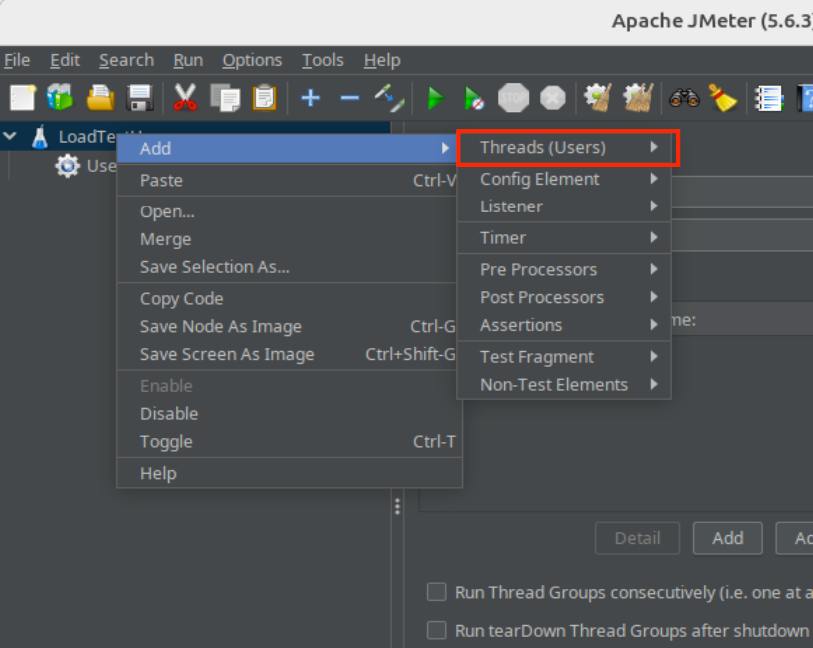 Apache JMeter (5.6.3)
File Edit Search Run Options Tools Help
STOP
LoadTe
Use
Add
Threads (Users)
Paste Ctrl-V
Config Element
Open...
Listener
Merge
Timer
Save Selection As...
Pre Processors
Copy Code
Post Processors
me:
Save Node As Image Ctrl-G
Assertions
Save Screen As Image Ctrl+Shift-G
Test Fragment
Enable
Non-Test Elements
Disable
Toggle Ctrl-T
Help
Detail Add Ad
Run Thread Groups consecutively (i.e. one at a
Run tearDown Thread Groups after shutdown